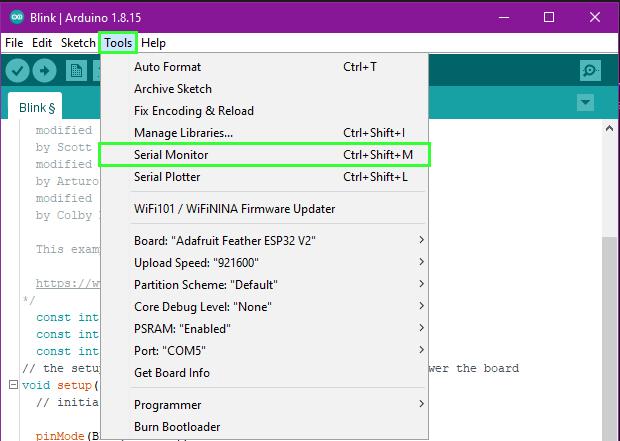 Blink | Arduino 1.8.15
File Edit Sketch Tools Help
Auto Format Ctrl+T
Archive Sketch
Fix Encoding & Reload
Manage Libraries... Ctrl+Shift+I
Serial Monitor Ctrl+Shift+M
Serial Plotter Ctrl+Shift+L
WiFi101 / WiFiNINA Firmware Updater
Board: "Adafruit Feather ESP32 V2"
Upload Speed: "921600"
Partition Scheme: "Default"
Core Debug Level: "None"
PSRAM: "Enabled"
Port: "COM5"
Get Board Info
Programmer
Burn Bootloader
Blink §
modified
by Scott
modified
by Arturo
modified
by Colby
This exam
https://w
*/
const int
const int
const int
// the setu wer the board
void setup(
// initia
pinMode(B